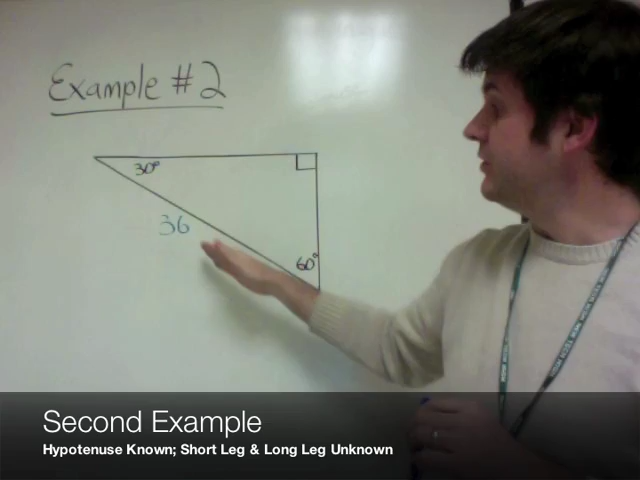 Example #2
30°
36
60°
Second Example
Hypotenuse Known; Short Leg & Long Leg Unknown